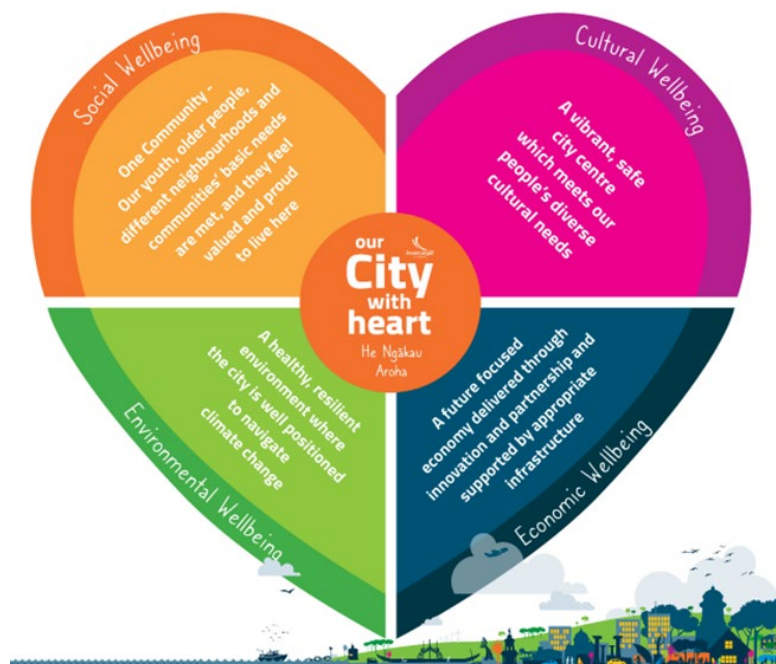 Social Wellbeing
One Community -
Our youth, older people,
different neighbourhoods and
communities' basic needs
are met, and they feel
valued and proud
to live here
Cultural Wellbeing
A vibrant, safe
city centre
which meets our
people's diverse
cultural needs
our
City
with
heart
He Ngākau
Aroha
Environmental Wellbeing
A healthy, resilient
environment where
the city is well positioned
to navigate
climate change
Economic Wellbeing
A future focused
economy delivered through
innovation and partnership and
supported by appropriate
infrastructure